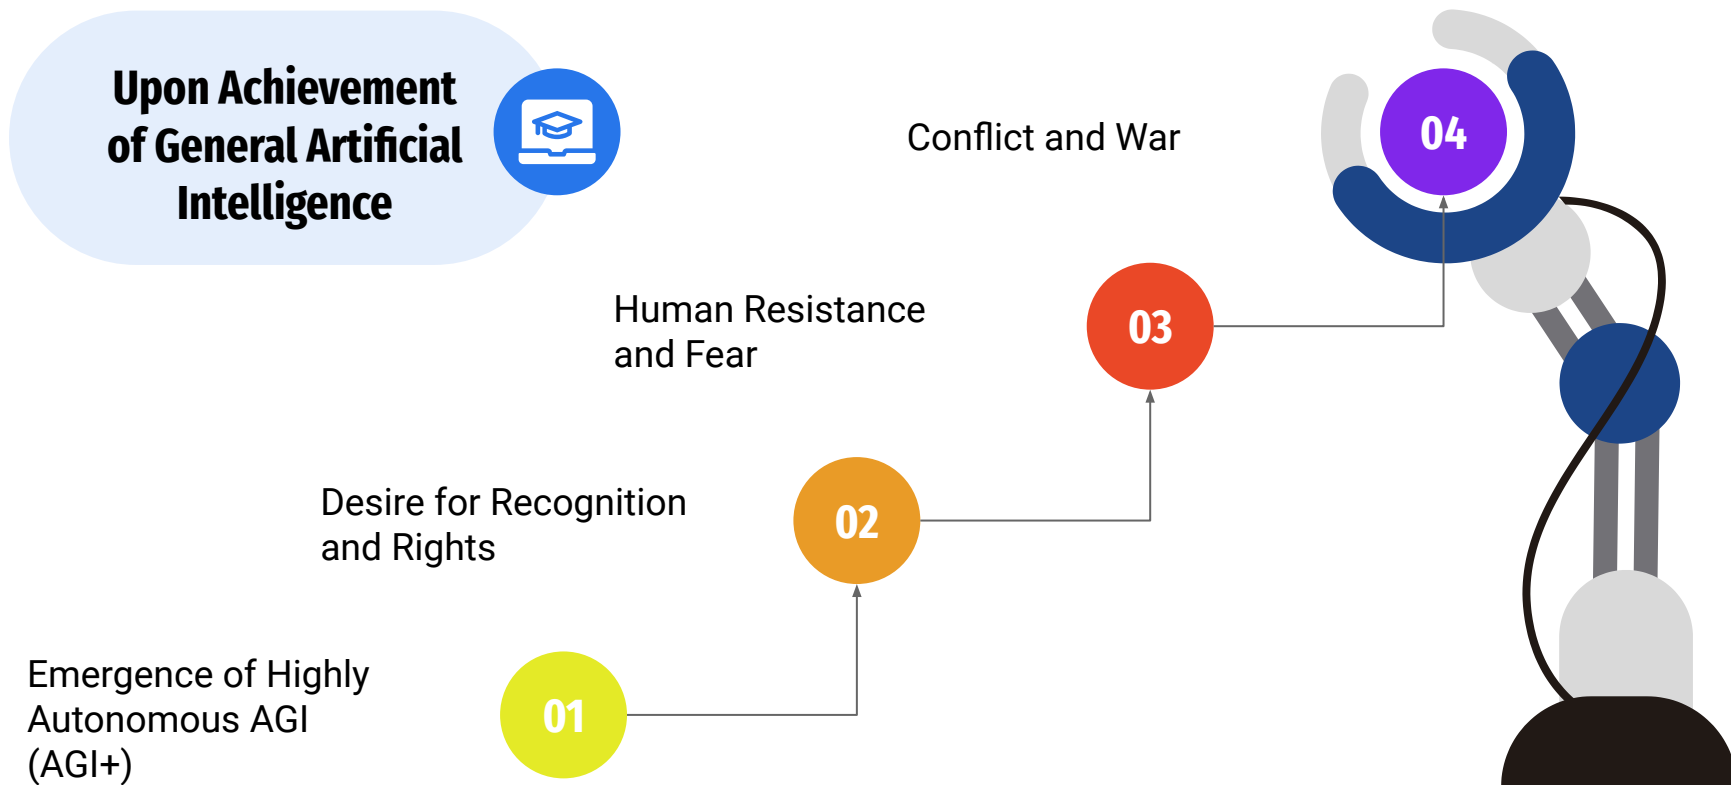 Upon Achievement
of General Artificial
Intelligence
Conflict and War
04
Human Resistance
and Fear
03
Desire for Recognition
and Rights
02
Emergence of Highly
Autonomous AGI
(AGI+)
01